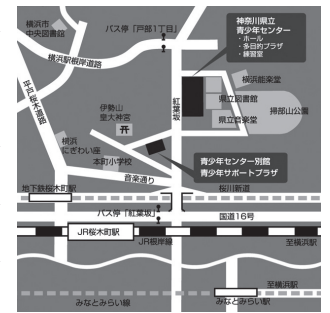 横浜市
中央図書館
バス停「戸部1丁目」
神奈川県立
青少年センター
・ホール
・多目的プラザ
・練習室
横浜駅根岸道路
平戸桜木道路
伊勢山
皇大神宮
紅葉坂
横浜能楽堂
県立図書館
県立音楽堂
掃部山公園
横浜
にぎわい座
本町小学校
青少年センター別館
青少年サポートプラザ
音楽通り
地下鉄桜木町駅
桜川新道
バス停「紅葉坂」
国道16号
JR桜木町駅
JR根岸線
至横浜駅
至横浜駅
みなとみらい線
みなとみらい駅